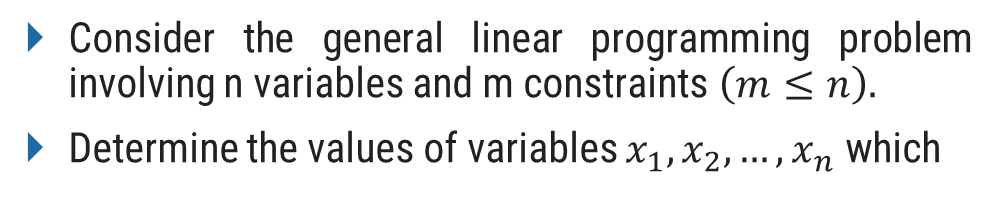 Consider the general linear programming problem
involving n variables and m constraints (m ≤ n).
Determine the values of variables x₁, x₂, ..., xₙ which